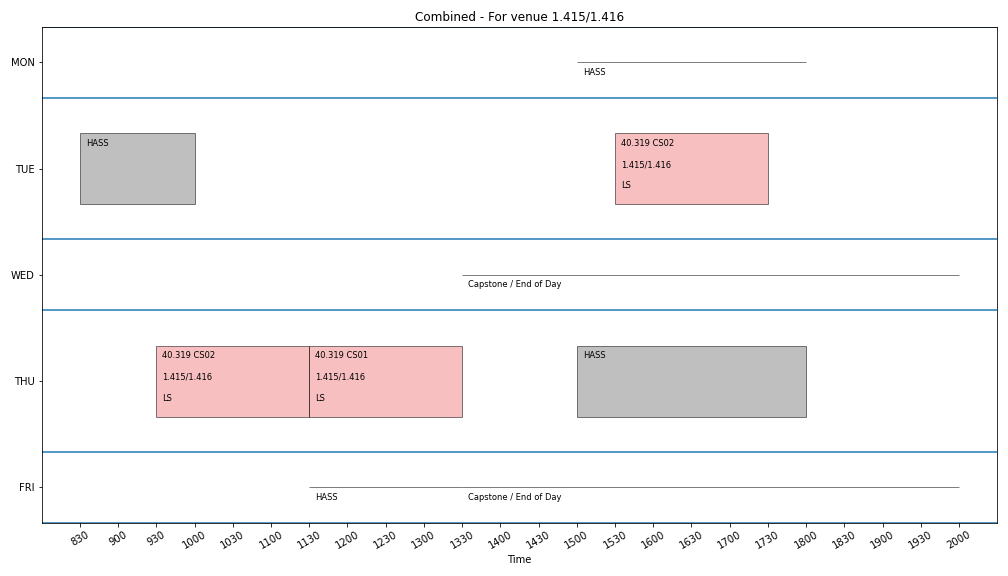 Combined - For venue 1.415/1.416
MON
HASS
TUE
HASS
40.319 CS02
1.415/1.416
LS
WED
Capstone / End of Day
THU
40.319 CS02
1.415/1.416
LS
40.319 CS01
1.415/1.416
LS
HASS
FRI
HASS
Capstone / End of Day
830 900 930 1000 1030 1100 1130 1200 1230 1300 1330 1400 1430 1500 1530 1600 1630 1700 1730 1800 1830 1900 1930 2000
Time